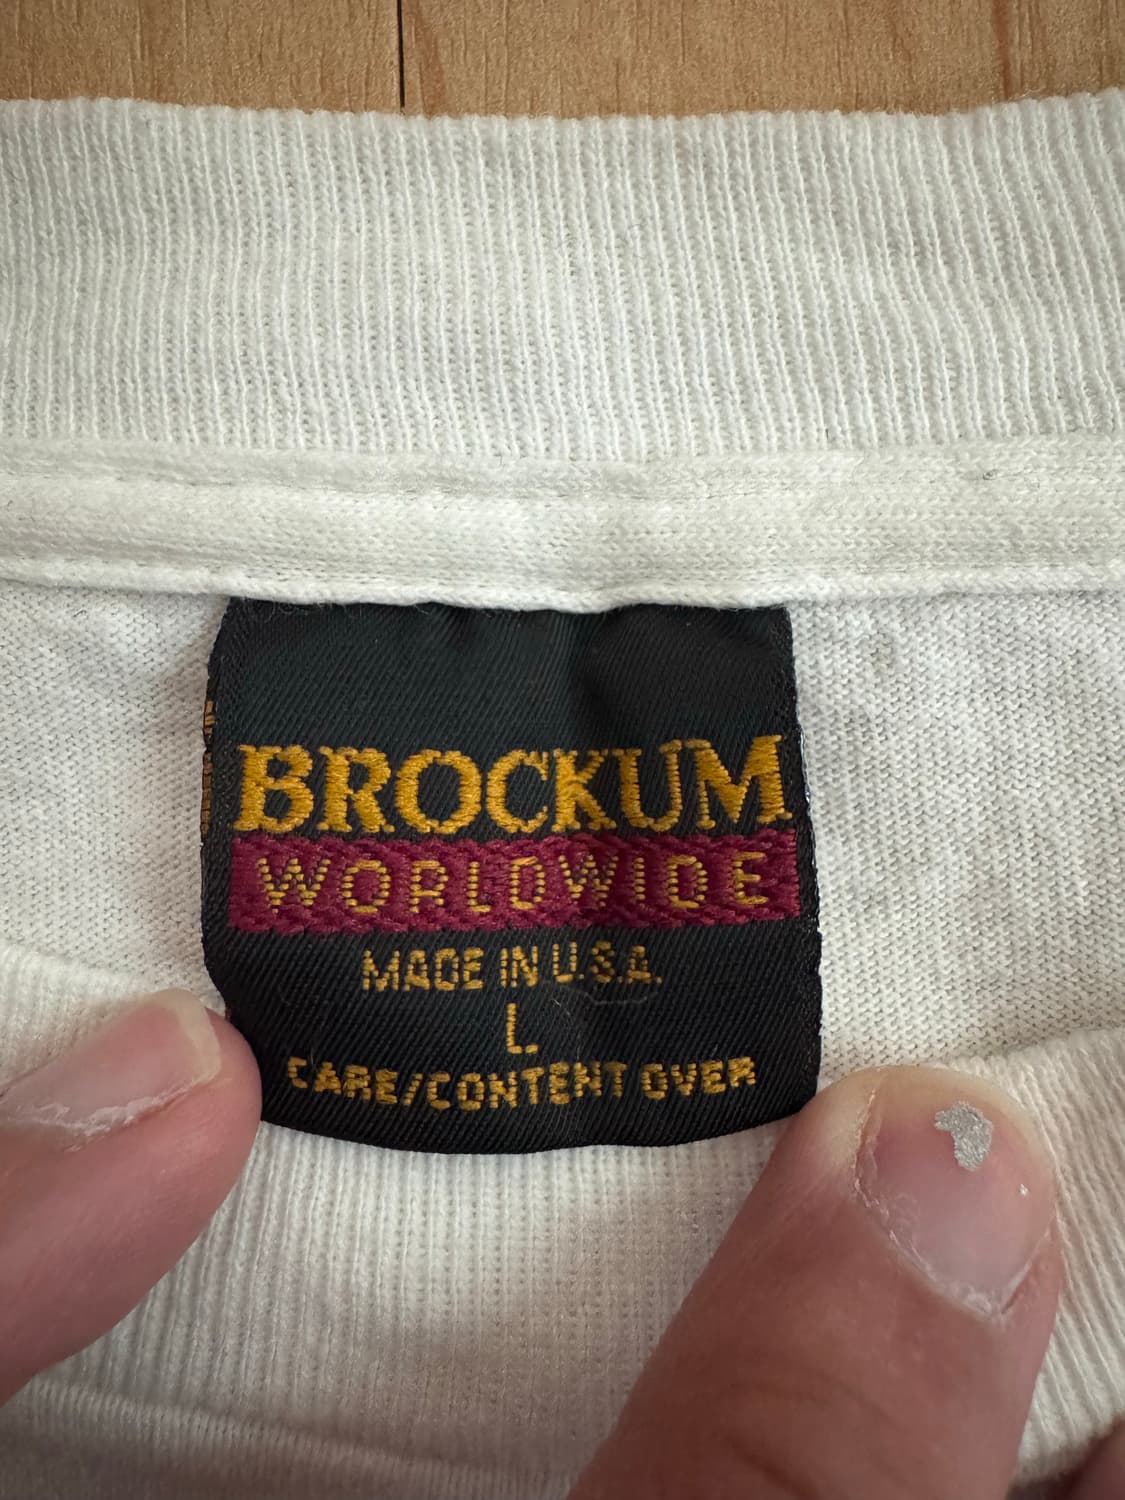 BROCKUM
WORLDWIDE
MADE IN U.S.A.
L
CARE/CONTENT OVER